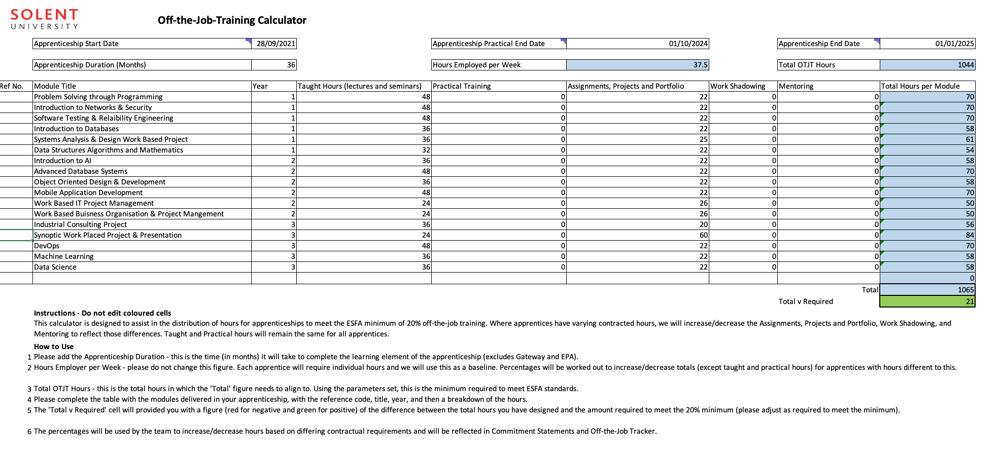 SOLENT
UNIVERSITY
Off-the-Job-Training Calculator
Apprenticeship Start Date 28/09/2021 Apprenticeship Practical End Date 01/10/2024 Apprenticeship End Date 01/01/2025
Apprenticeship Duration (Months) 36 Hours Employed per Week 37.5 Total OTJT Hours 1044
Ref No. Module Title Year Taught Hours (lectures and seminars) Practical Training Assignments, Projects and Portfolio Work Shadowing Mentoring Total Hours per Module
Problem Solving through Programming 1 48 0 22 0 0 70
Introduction to Networks & Security 1 48 0 22 0 0 70
Software Testing & Relaibility Engineering 1 48 0 22 0 0 70
Introduction to Databases 1 36 0 22 0 0 58
Systems Analysis & Design Work Based Project 1 36 0 25 0 0 61
Data Structures Algorithms and Mathematics 1 32 0 22 0 0 54
Introduction to AI 2 36 0 22 0 0 58
Advanced Database Systems 2 48 0 22 0 0 70
Object Oriented Design & Development 2 36 0 22 0 0 58
Mobile Application Development 2 48 0 22 0 0 70
Work Based IT Project Management 2 24 0 26 0 0 50
Work Based Buisness Organisation & Project Mangement 2 24 0 26 0 0 50
Industrial Consulting Project 3 36 0 20 0 0 56
Synoptic Work Placed Project & Presentation 3 24 0 60 0 0 84
DevOps 3 48 0 22 0 0 70
Machine Learning 3 36 0 22 0 0 58
Data Science 3 36 0 22 0 0 58
0
Total 1065
Total v Required 21
Instructions - Do not edit coloured cells
This calculator is designed to assist in the distribution of hours for apprenticeships to meet the ESFA minimum of 20% off-the-job training. Where apprentices have varying contracted hours, we will increase/decrease the Assignments, Projects and Portfolio, Work Shadowing, and
Mentoring to reflect those differences. Taught and Practical hours will remain the same for all apprentices.
How to Use
1 Please add the Apprenticeship Duration - this is the time (in months) it will take to complete the learning element of the apprenticeship (excludes Gateway and EPA).
2 Hours Employer per Week - please do not change this figure. Each apprentice will require individual hours and we will use this as a baseline. Percentages will be worked out to increase/decrease totals (except taught and practical hours) for apprentices with hours different to this.
3 Total OTJT Hours - this is the total hours in which the 'Total' figure needs to align to. Using the parameters set, this is the minimum required to meet ESFA standards.
4 Please complete the table with the modules delivered in your apprenticeship, with the reference code, title, year, and then a breakdown of the hours.
5 The 'Total v Required' cell will provided you with a figure (red for negative and green for positive) of the difference between the total hours you have designed and the amount required to meet the 20% minimum (please adjust as required to meet the minimum).
6 The percentages will be used by the team to increase/decrease hours based on differing contractual requirements and will be reflected in Commitment Statements and Off-the-Job Tracker.